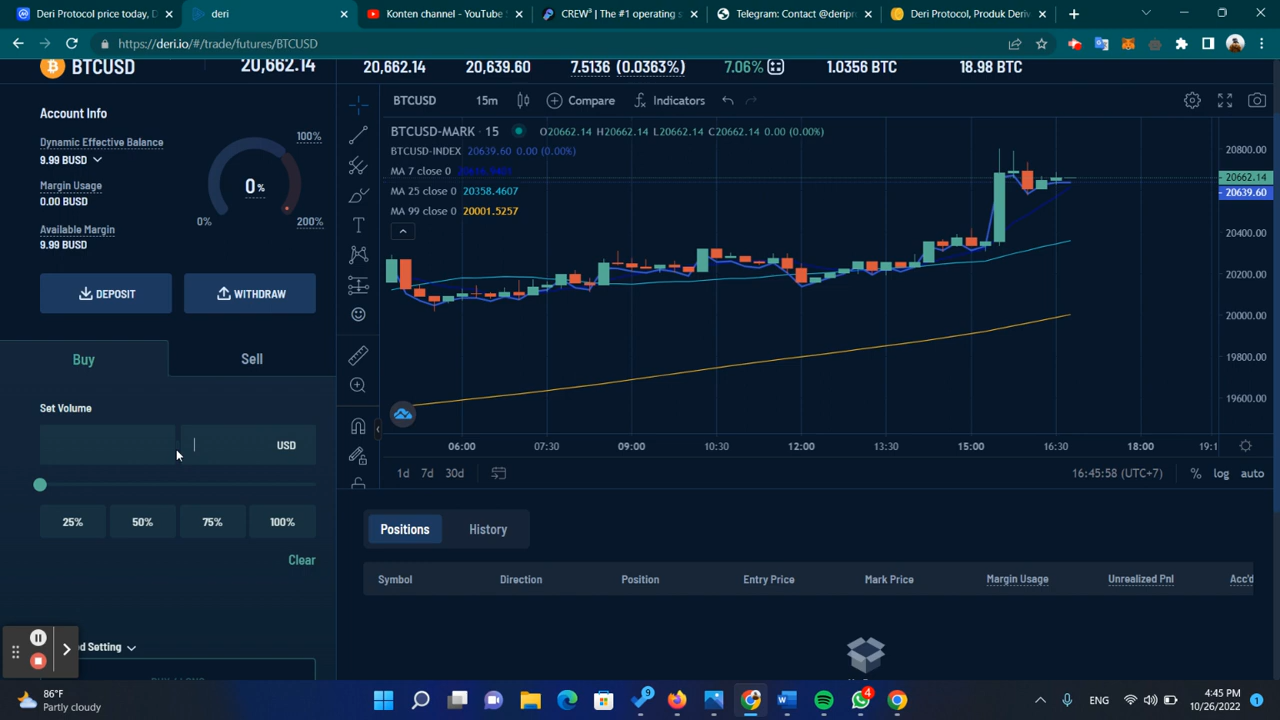 Deri Protocol price today, D
deri
Konten channel - YouTube S
CREW³ | The #1 operating s
Telegram: Contact @deripro
Deri Protocol, Produk Deriv
https://deri.io/#/trade/futures/BTCUSD
BTCUSD
20,662.14
20,662.14 20,639.60 7.5136 (0.0363%) 7.06% 1.0356 BTC 18.98 BTC
Account Info
Dynamic Effective Balance
9.99 BUSD
Margin Usage
0.00 BUSD
Available Margin
9.99 BUSD
100%
0%
0%
200%
DEPOSIT
WITHDRAW
Buy
Sell
Set Volume
USD
25%
50%
75%
100%
Clear
d Setting
BTCUSD
15m
Compare
Indicators
BTCUSD-MARK · 15 O20662.14 H20662.14 L20662.14 C20662.14 0.00 (0.00%)
BTCUSD-INDEX 20639.60 0.00 (0.00%)
MA 7 close 0
MA 25 close 0 20358.4607
MA 99 close 0 20001.5257
20800.00
20662.14
20639.60
20400.00
20200.00
20000.00
19800.00
19600.00
06:00 07:30 09:00 10:30 12:00 13:30 15:00 16:30 18:00 19:1
1d 7d 30d
16:45:58 (UTC+7)
% log auto
Positions
History
Symbol Direction Position Entry Price Mark Price Margin Usage Unrealized Pnl Acc'd
86°F
Partly cloudy
9
4
ENG
4:45 PM
10/26/2022
1